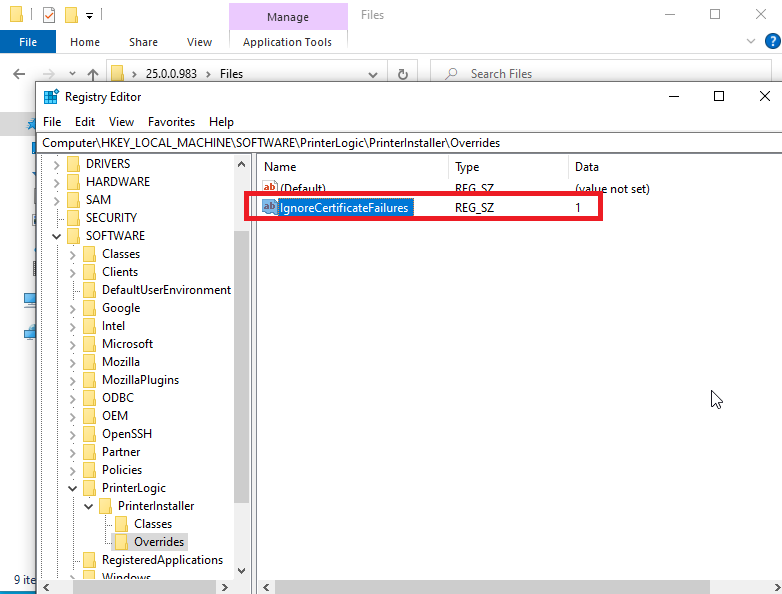 Manage
Files
File
Home
Share
View
Application Tools
25.0.0.983
Files
Search Files
Registry Editor
File Edit View Favorites Help
Computer\HKEY_LOCAL_MACHINE\SOFTWARE\PrinterLogic\PrinterInstaller\Overrides
DRIVERS
HARDWARE
SAM
SECURITY
SOFTWARE
Classes
Clients
DefaultUserEnvironment
Google
Intel
Microsoft
Mozilla
MozillaPlugins
ODBC
OEM
OpenSSH
Partner
Policies
PrinterLogic
PrinterInstaller
Classes
Overrides
RegisteredApplications
Windows
Name Type Data
(Default) REG_SZ (value not set)
IgnoreCertificateFailures REG_SZ 1
9 ite